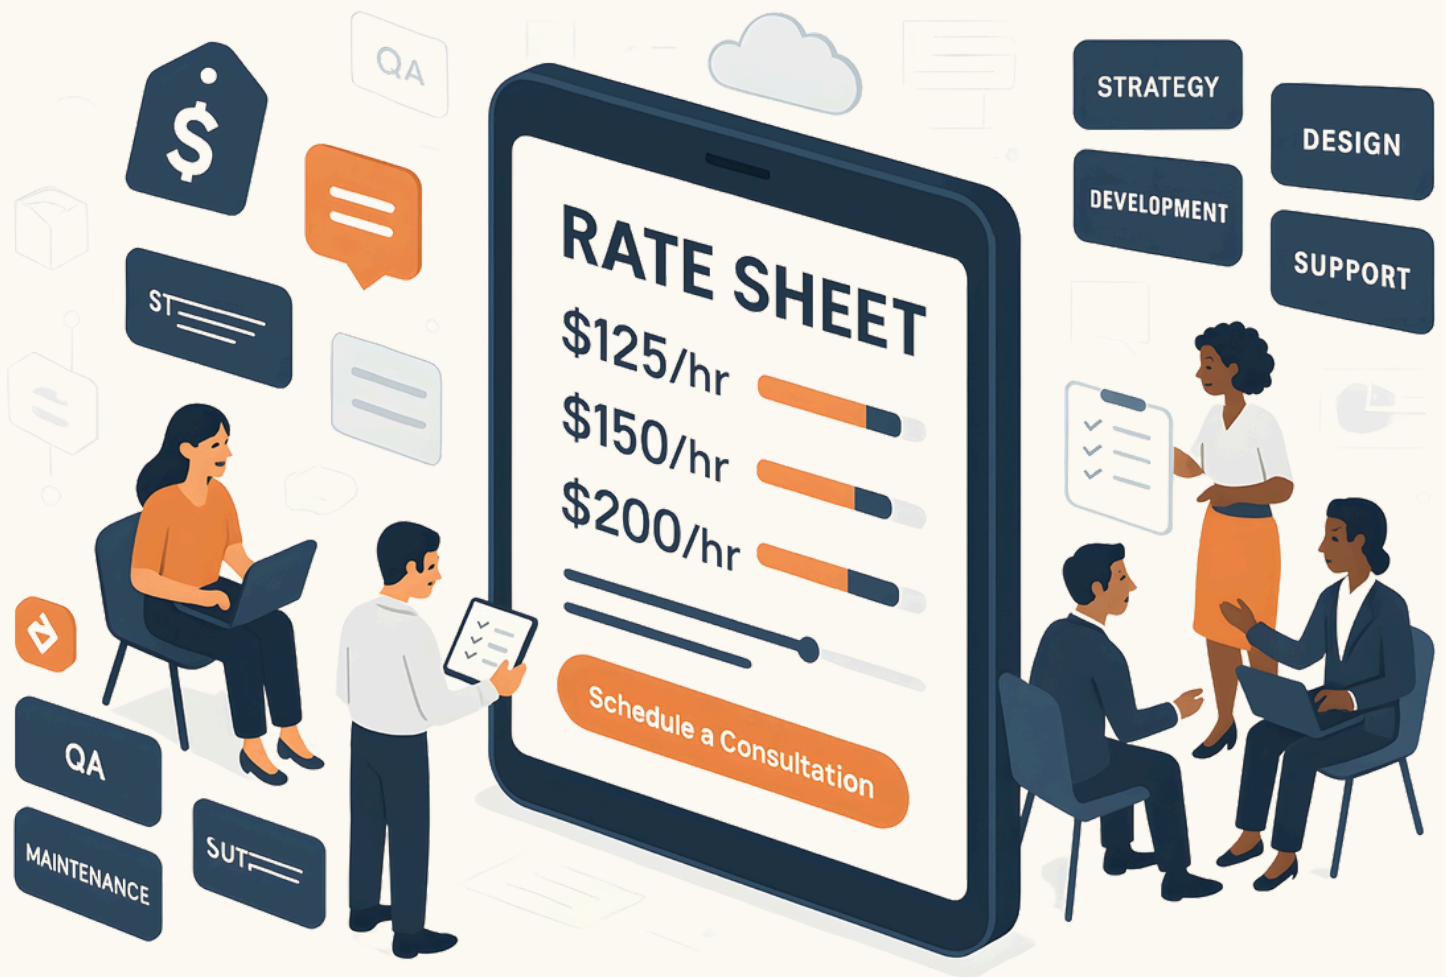 QA
$
ST
RATE SHEET
$125/hr
$150/hr
$200/hr
Schedule a Consultation
STRATEGY
DESIGN
DEVELOPMENT
SUPPORT
QA
MAINTENANCE
SUT